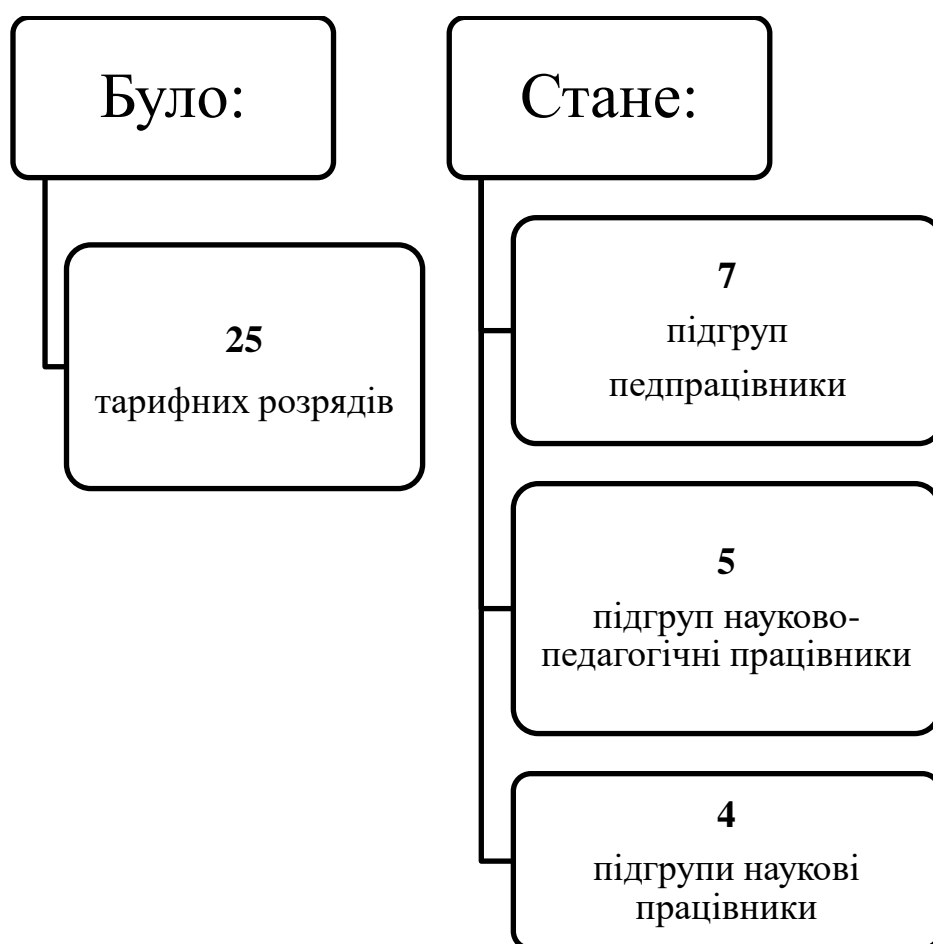 Було:
25
тарифних розрядів
Стане:
7
підгруп
педпрацівники
5
підгруп науково-
педагогічні працівники
4
підгрупи наукові
працівники